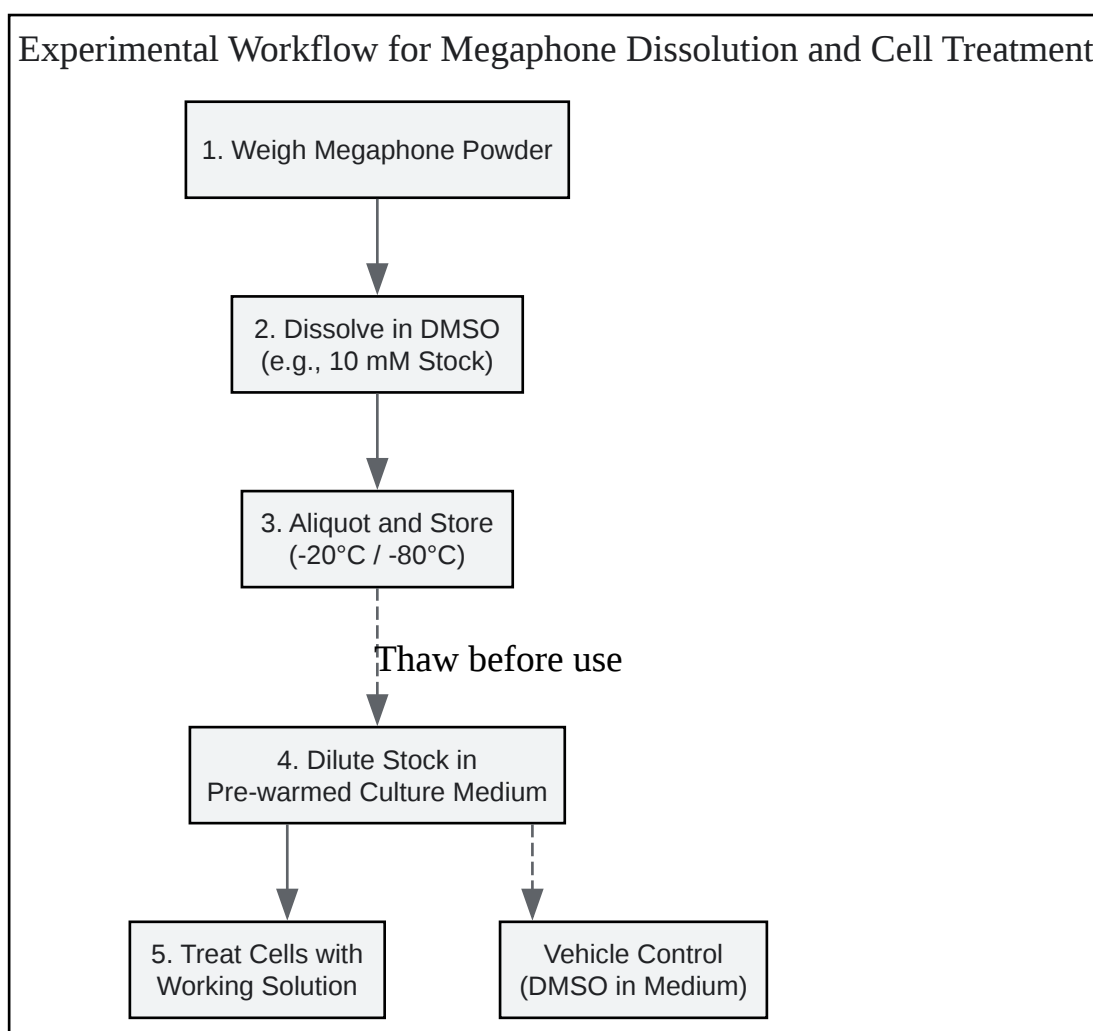 Experimental Workflow for Megaphone Dissolution and Cell Treatment
1. Weigh Megaphone Powder
2. Dissolve in DMSO
(e.g., 10 mM Stock)
3. Aliquot and Store
(-20°C / -80°C)
Thaw before use
4. Dilute Stock in
Pre-warmed Culture Medium
5. Treat Cells with
Working Solution
Vehicle Control
(DMSO in Medium)